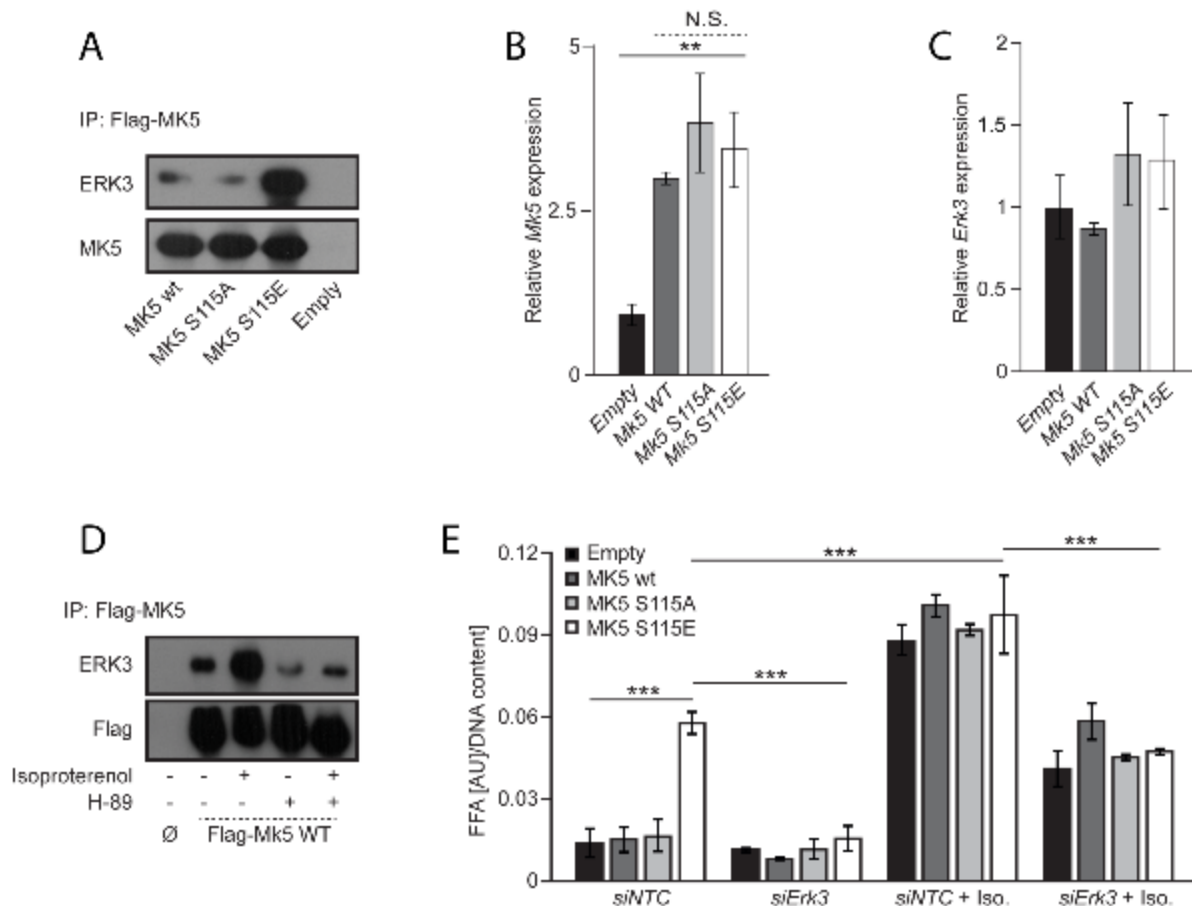 A
IP: Flag-MK5
ERK3
MK5
MK5 wt
MK5 S115A
MK5 S115E
Empty
B
N.S.
**
5
2.5
0
Relative Mk5 expression
Empty
Mk5 WT
Mk5 S115A
Mk5 S115E
C
2
1.5
1
0.5
0
Relative Erk3 expression
Empty
Mk5 WT
Mk5 S115A
Mk5 S115E
D
IP: Flag-MK5
ERK3
Flag
Isoproterenol - - + - +
H-89 - - - + +
Ø Flag-Mk5 WT
E
0.12
0.09
0.06
0.03
0
FFA [AU]/DNA content]
Empty
MK5 wt
MK5 S115A
MK5 S115E
***
***
***
***
siNTC siErk3 siNTC + Iso. siErk3 + Iso.